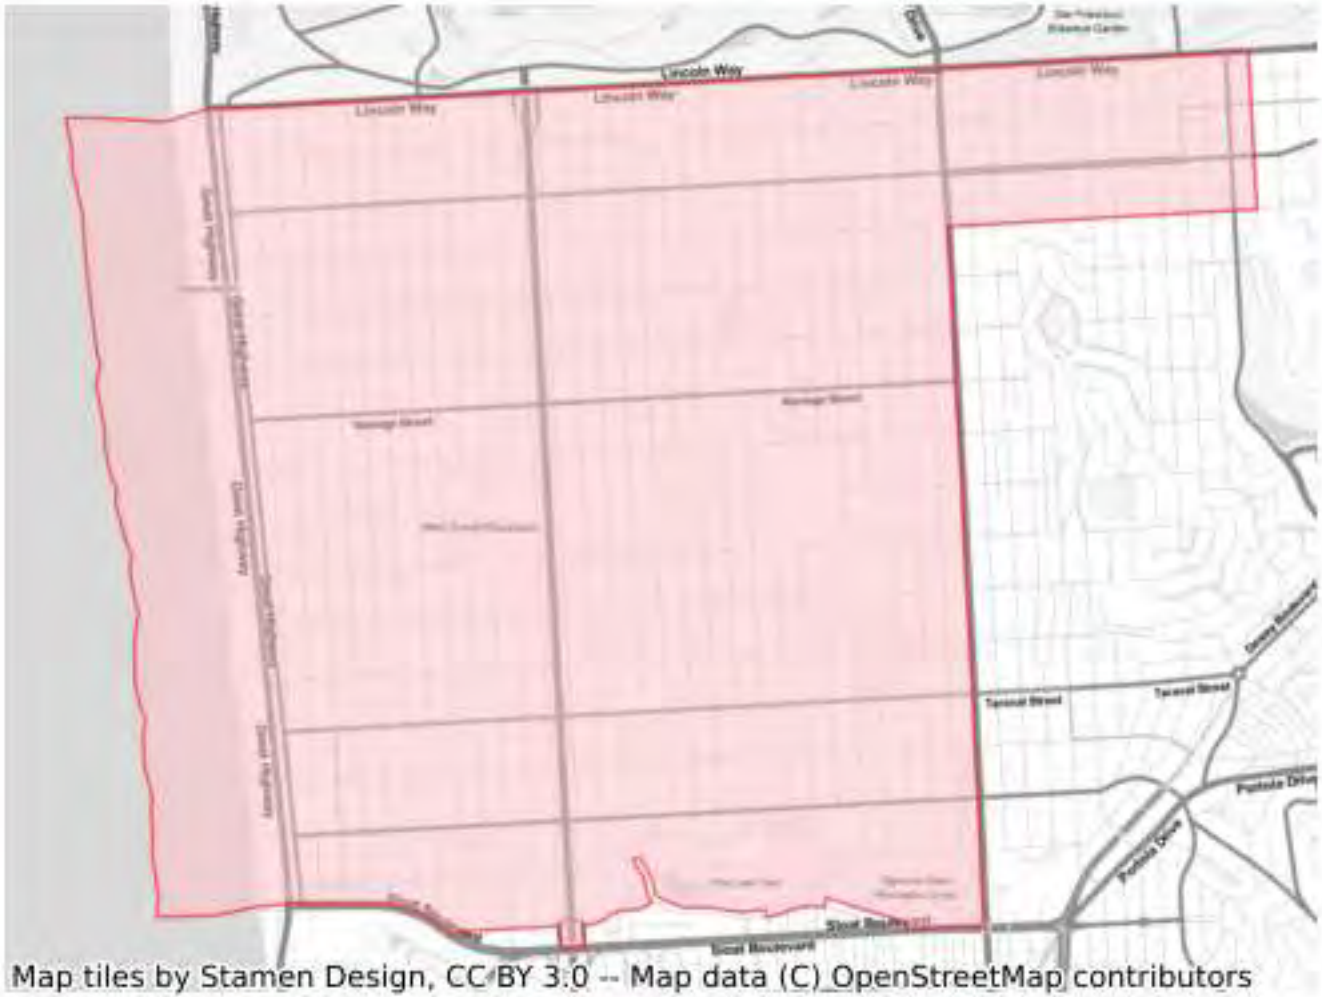 San Francisco
Botanical Garden
Drive
Lincoln Way
Lincoln Way
Lincoln Way
Lincoln Way
Lincoln Way
Great Highway
Great Highway
Noriega Street
Noriega Street
Great Highway
Great Highway
Great Highway
Dewey Boulevard
Taraval Street
Taraval Street
Portola Drive
Portola Drive
Sloat Boulevard
Sloat Boulevard
Map tiles by Stamen Design, CC BY 3.0 -- Map data (C) OpenStreetMap contributors